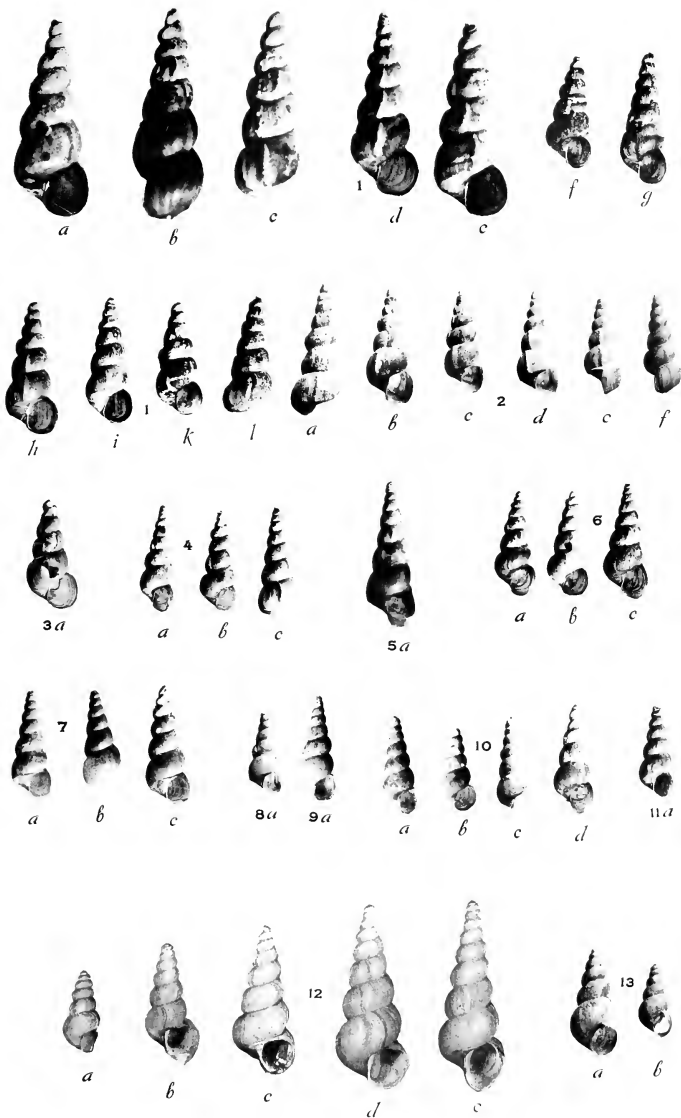 1
a b c d e f g
1 2
h i k l a b c d e f
4 6
3a a b c 5a a b c
7 10
a b c 8a 9a a b c d 11a
12 13
a b c d e a b